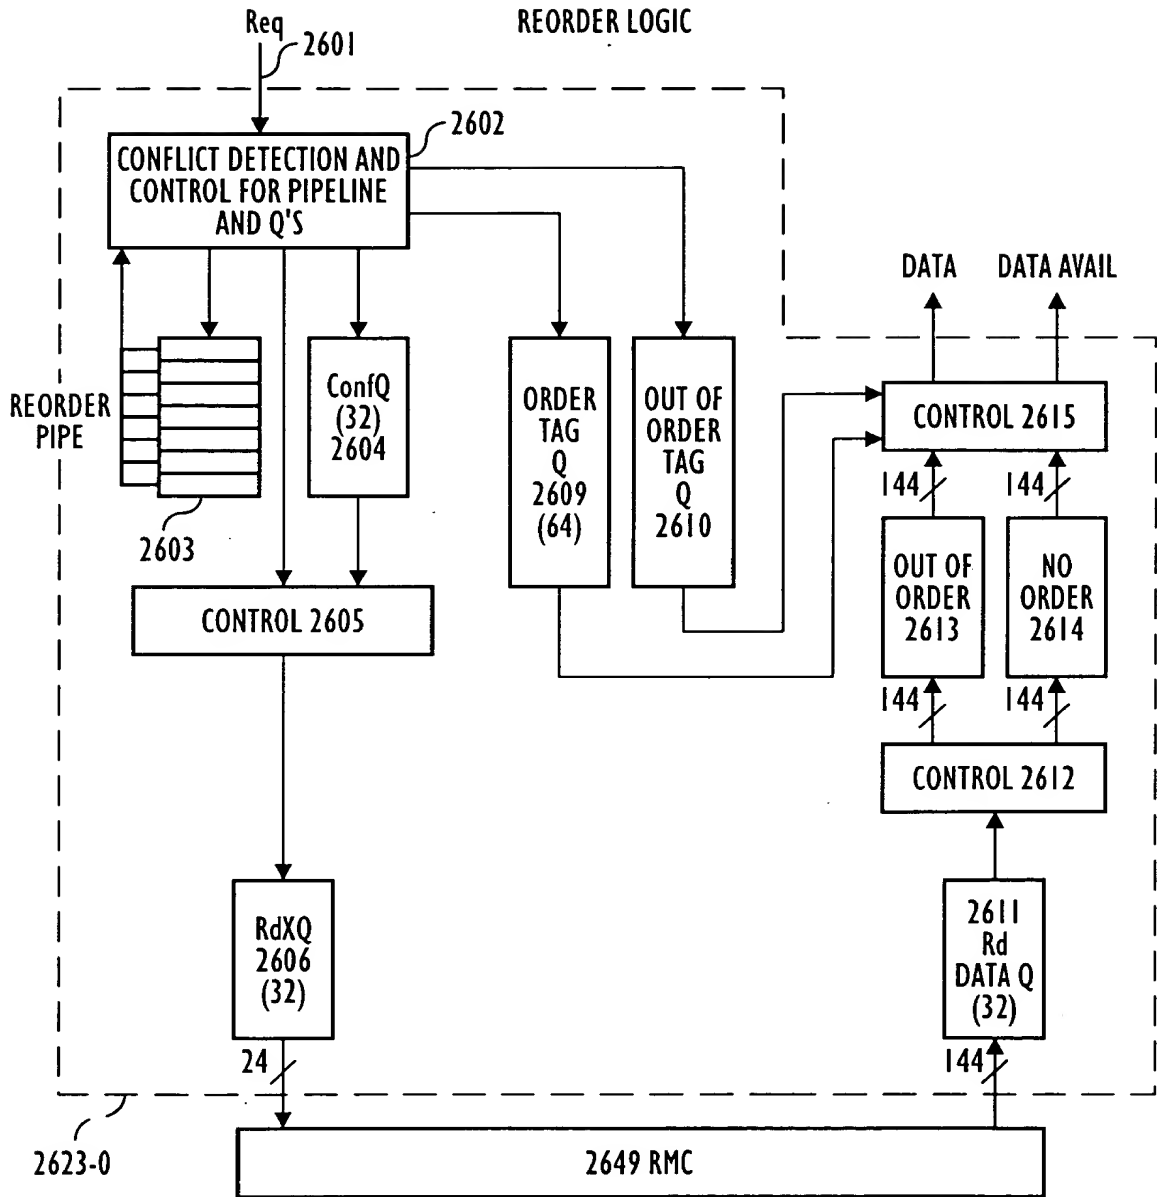 Req
2601
REORDER LOGIC
2602
CONFLICT DETECTION AND
CONTROL FOR PIPELINE
AND Q'S
DATA
DATA AVAIL
REORDER
PIPE
2603
ConfQ
(32)
2604
ORDER
TAG
Q
2609
(64)
OUT OF
ORDER
TAG
Q
2610
CONTROL 2615
144
144
OUT OF
ORDER
2613
NO
ORDER
2614
144
144
CONTROL 2605
CONTROL 2612
RdXQ
2606
(32)
2611
Rd
DATA Q
(32)
24
144
2623-0
2649 RMC